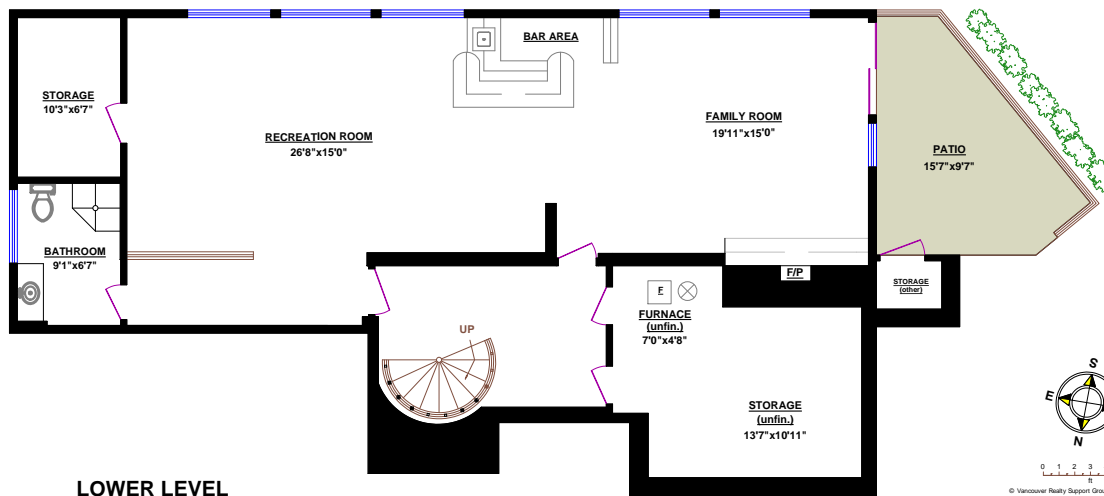 BAR AREA
STORAGE
10'3"x6'7"
FAMILY ROOM
19'11"x15'0"
RECREATION ROOM
26'8"x15'0"
PATIO
15'7"x9'7"
BATHROOM
9'1"x6'7"
F/P
STORAGE
(other)
F
FURNACE
(unfin.)
7'0"x4'8"
UP
STORAGE
(unfin.)
13'7"x10'11"
S
E
N
0 1 2 3
ft
LOWER LEVEL
© Vancouver Realty Support